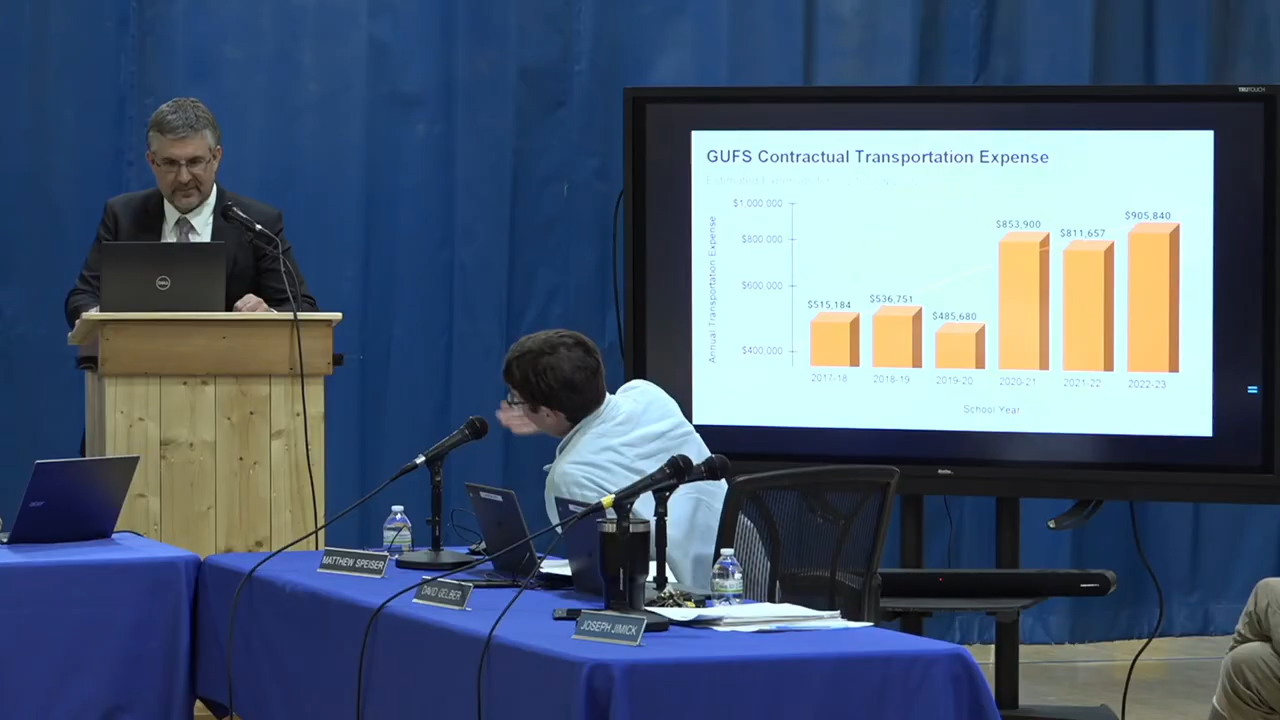 TRUTOUCH
GUFS Contractual Transportation Expense
Annual Transportation Expense
$1,000,000
$800,000
$600,000
$400,000
$515,184
$536,751
$485,680
$853,900
$811,657
$905,840
2017-18
2018-19
2019-20
2020-21
2021-22
2022-23
School Year
DELL
MATTHEW SPEISER
DAVID GELBER
JOSEPH JIMICK